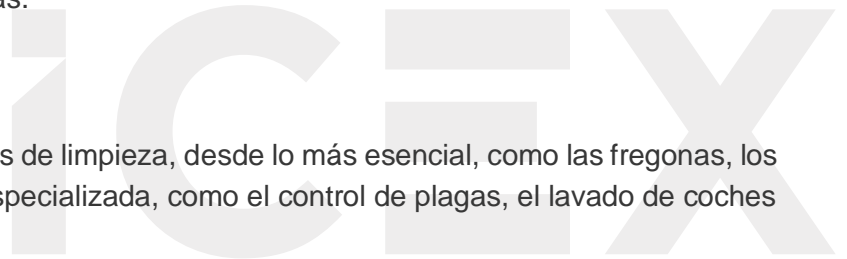 as.
iCEX
s de limpieza, desde lo más esencial, como las fregonas, los
specializada, como el control de plagas, el lavado de coches